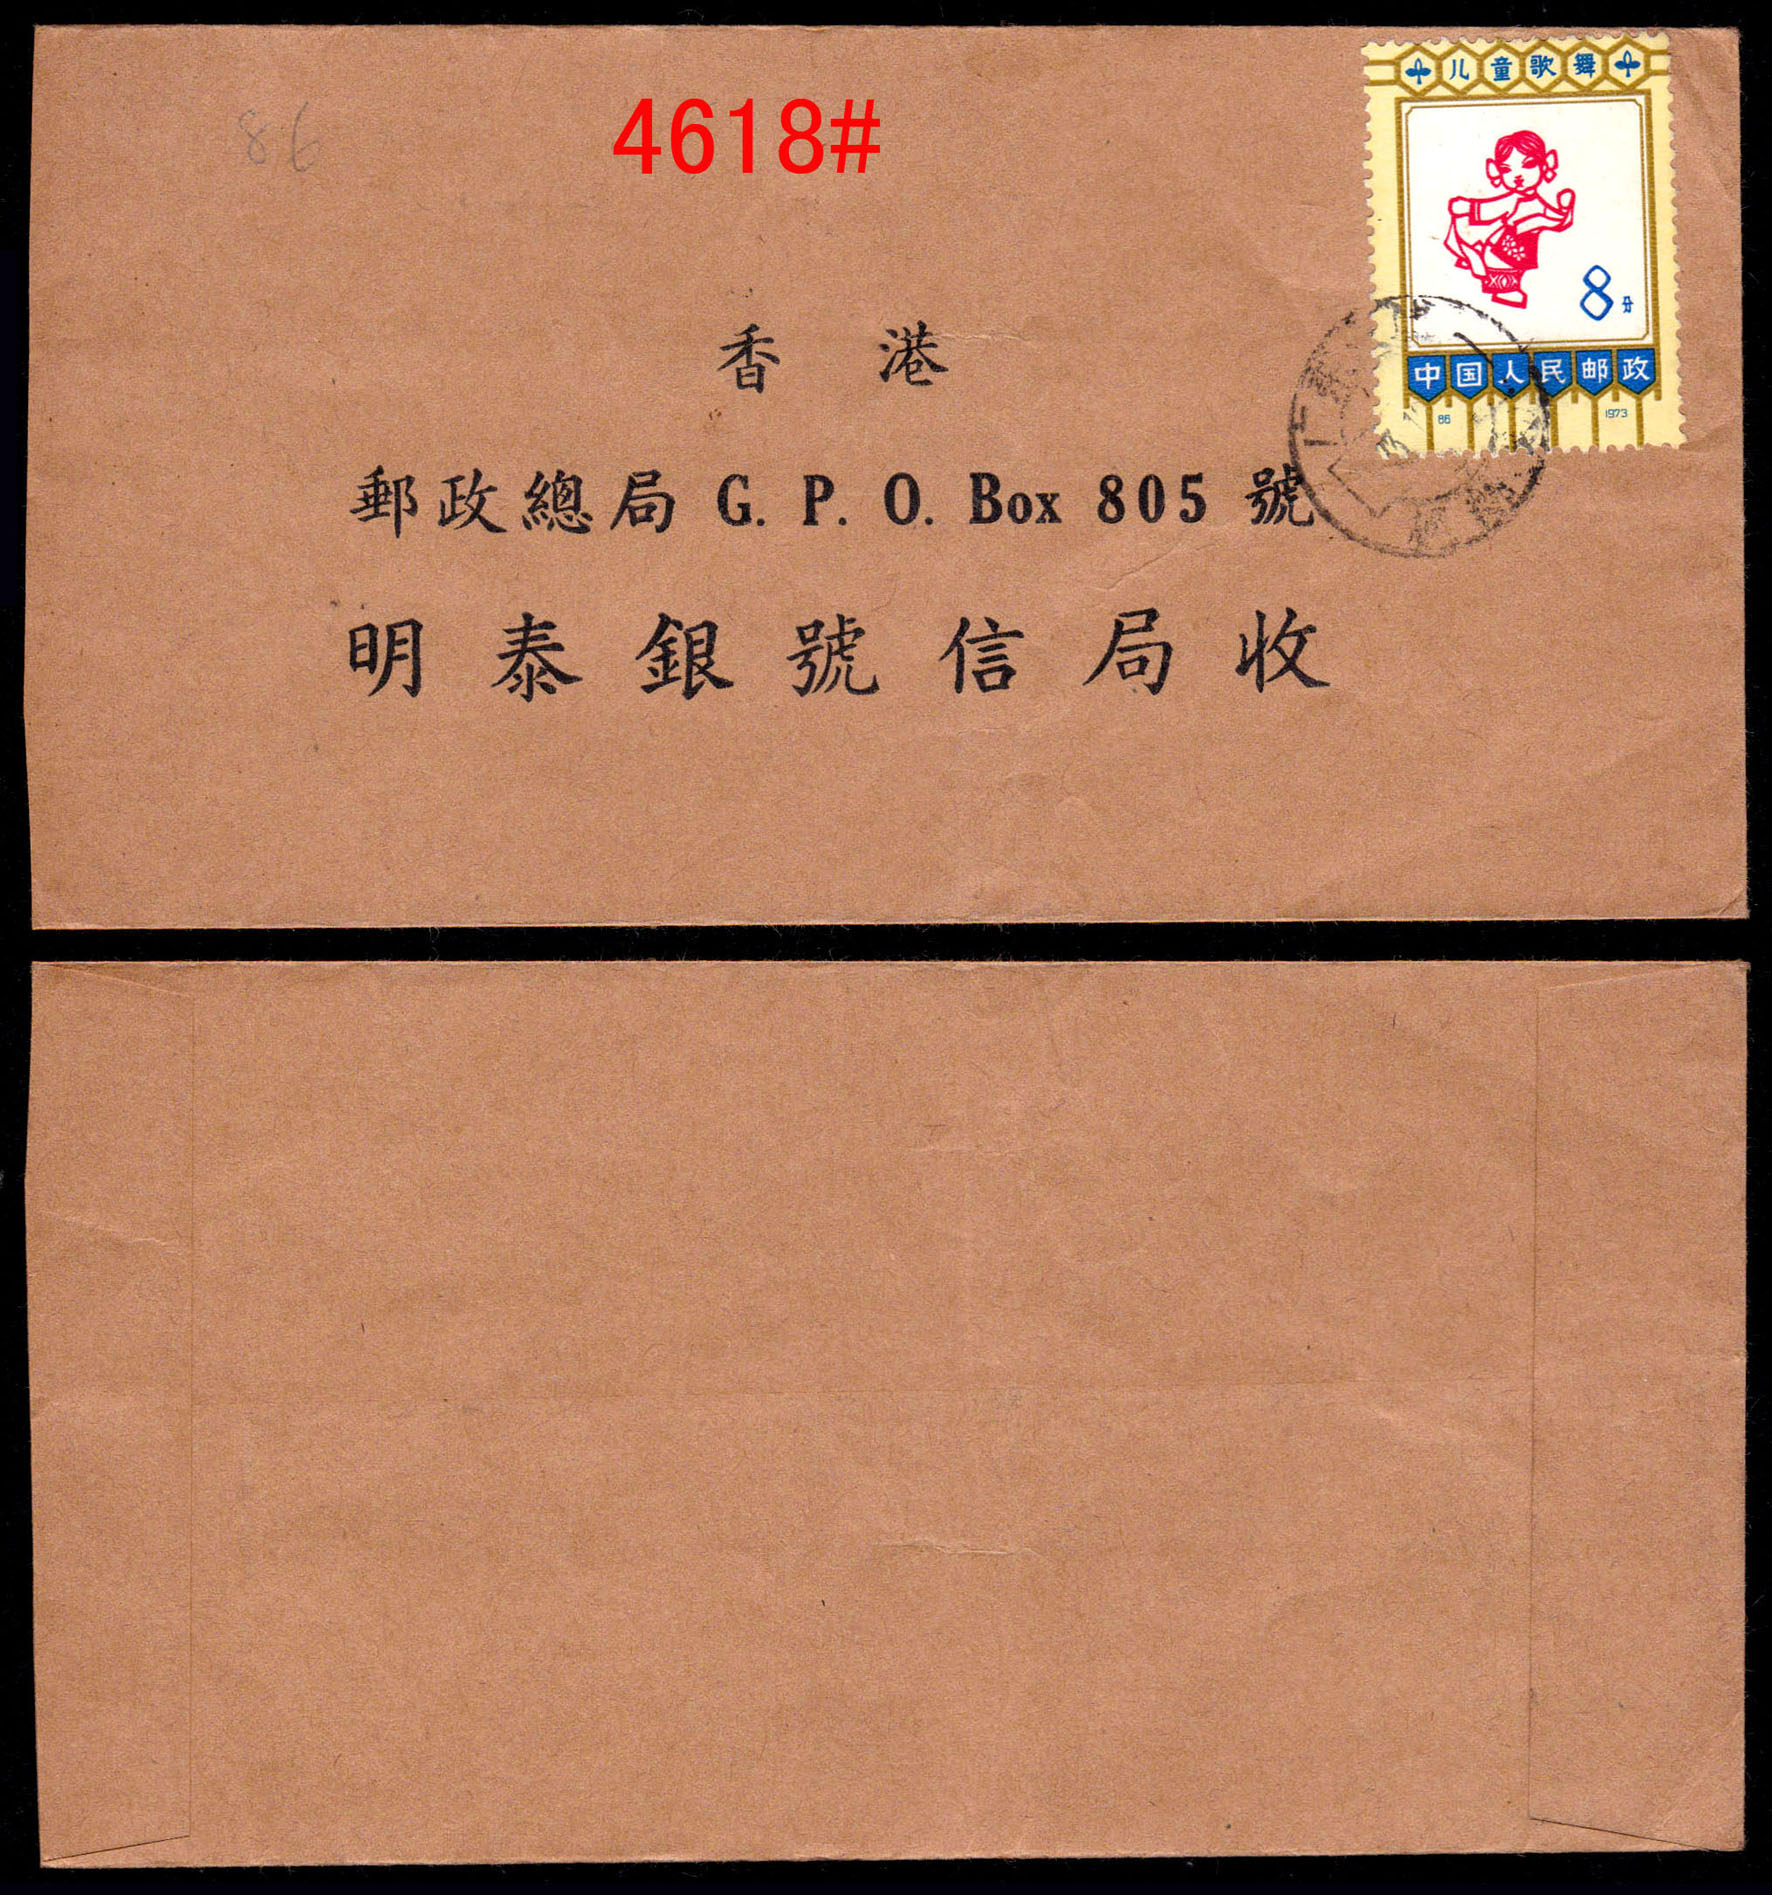 86
4618#
儿童歌舞
8分
中国人民邮政
86 1973
香 港
郵政總局 G. P. O. Box 805 號
明泰銀號信局收